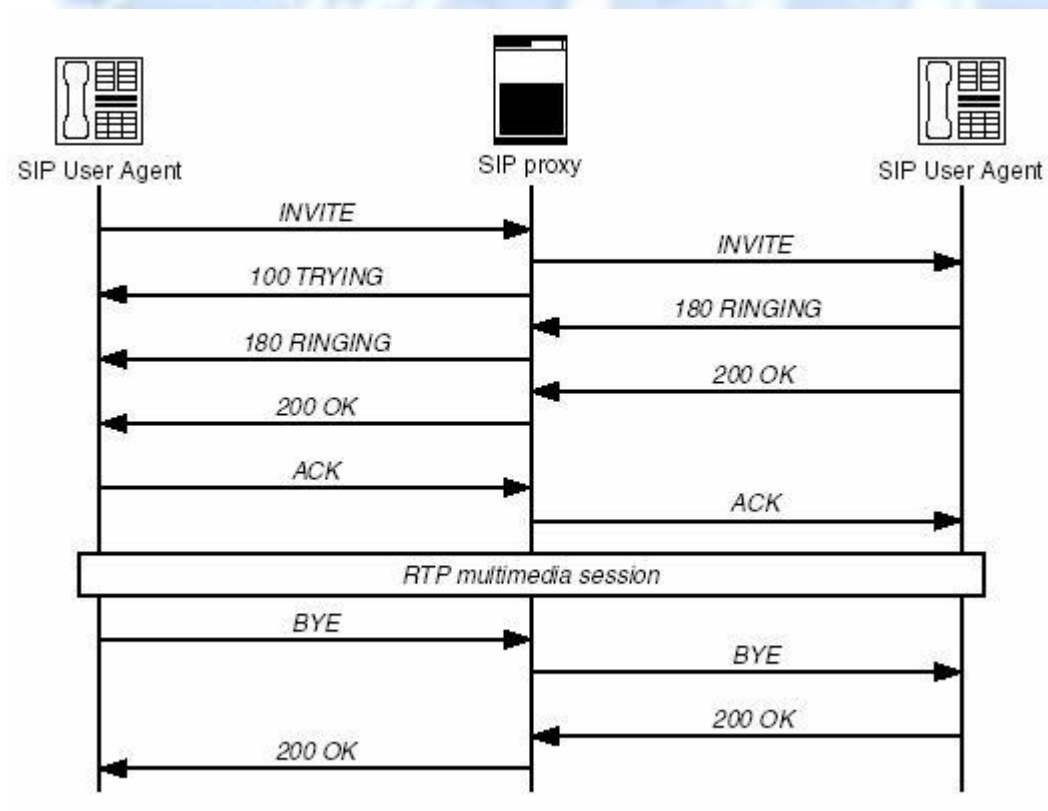 SIP User Agent
SIP proxy
SIP User Agent
INVITE
INVITE
100 TRYING
180 RINGING
180 RINGING
200 OK
200 OK
ACK
ACK
RTP multimedia session
BYE
BYE
200 OK
200 OK